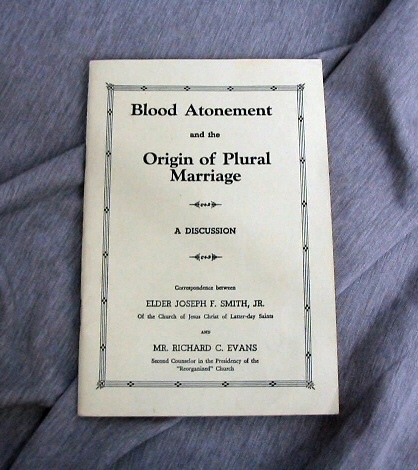 Blood Atonement
and the
Origin of Plural
Marriage
A DISCUSSION
Correspondence between
ELDER JOSEPH F. SMITH, JR.
Of the Church of Jesus Christ of Latter-day Saints
AND
MR. RICHARD C. EVANS
Second Counselor in the Presidency of the
"Reorganized" Church